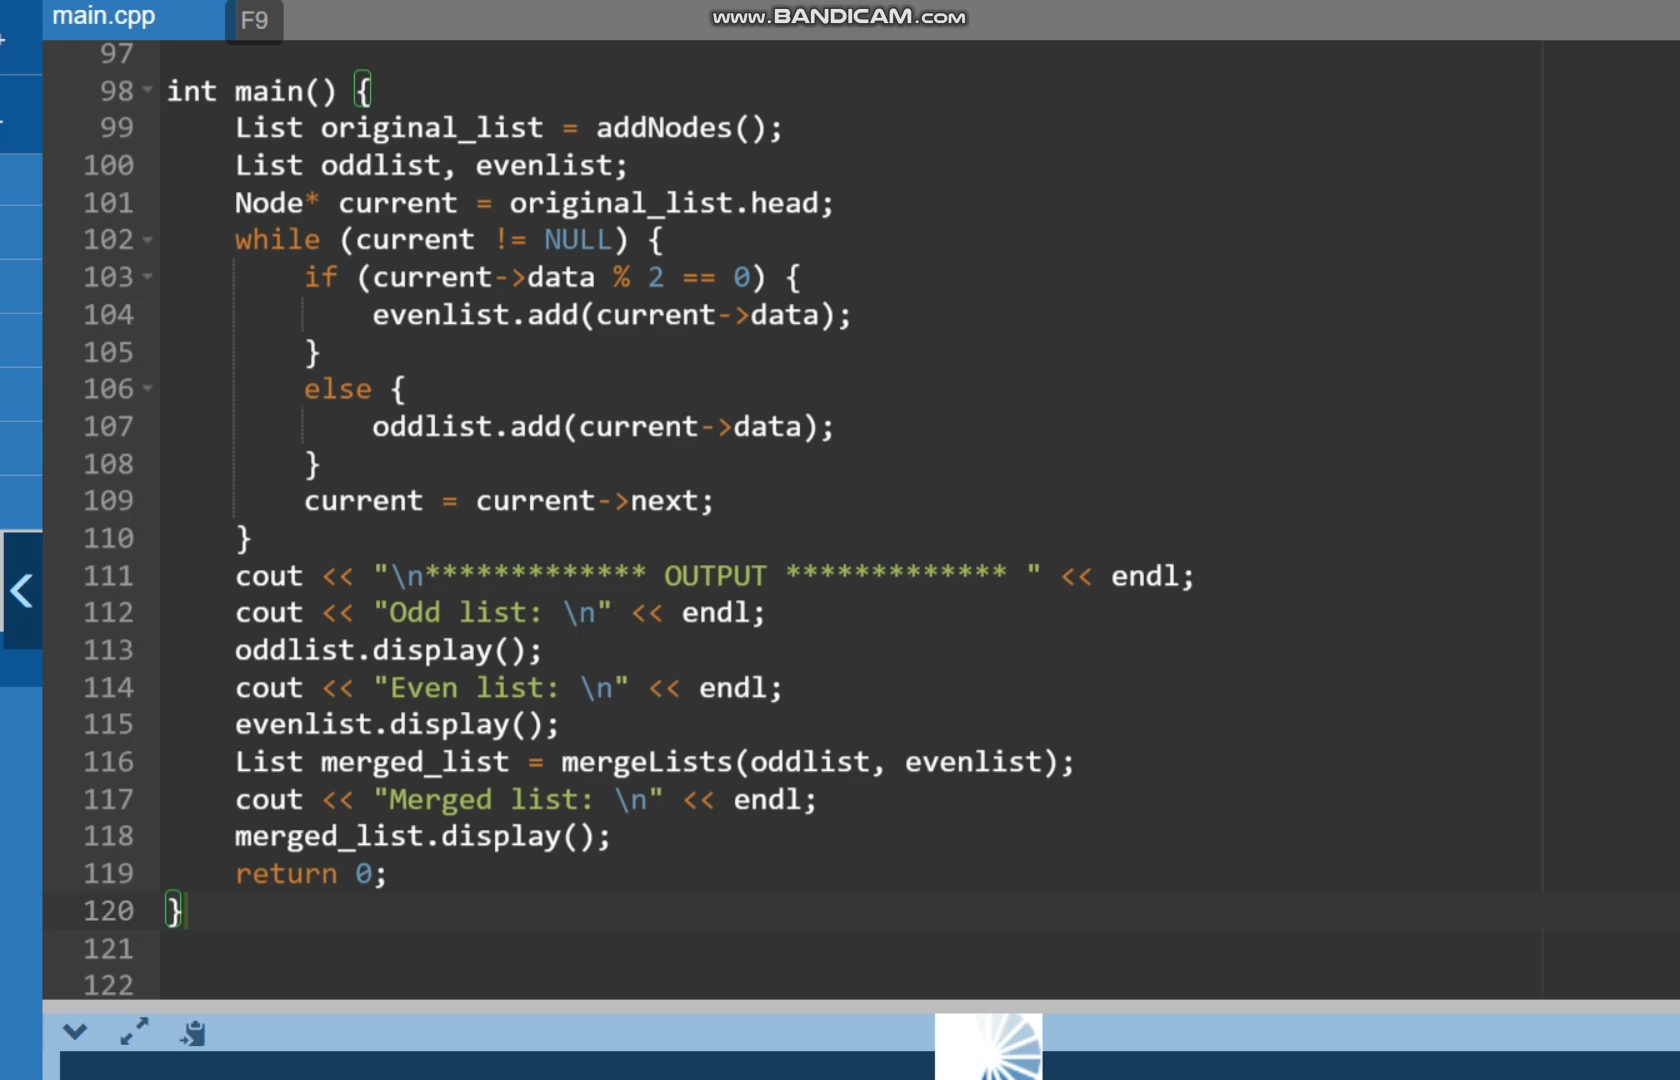 main.cpp
F9
www.BANDICAM.com
97
98 int main() {
99 List original_list = addNodes();
100 List oddlist, evenlist;
101 Node* current = original_list.head;
102 while (current != NULL) {
103 if (current->data % 2 == 0) {
104 evenlist.add(current->data);
105 }
106 else {
107 oddlist.add(current->data);
108 }
109 current = current->next;
110 }
111 cout << "\n************* OUTPUT ************* " << endl;
112 cout << "Odd list: \n" << endl;
113 oddlist.display();
114 cout << "Even list: \n" << endl;
115 evenlist.display();
116 List merged_list = mergeLists(oddlist, evenlist);
117 cout << "Merged list: \n" << endl;
118 merged_list.display();
119 return 0;
120 }
121
122